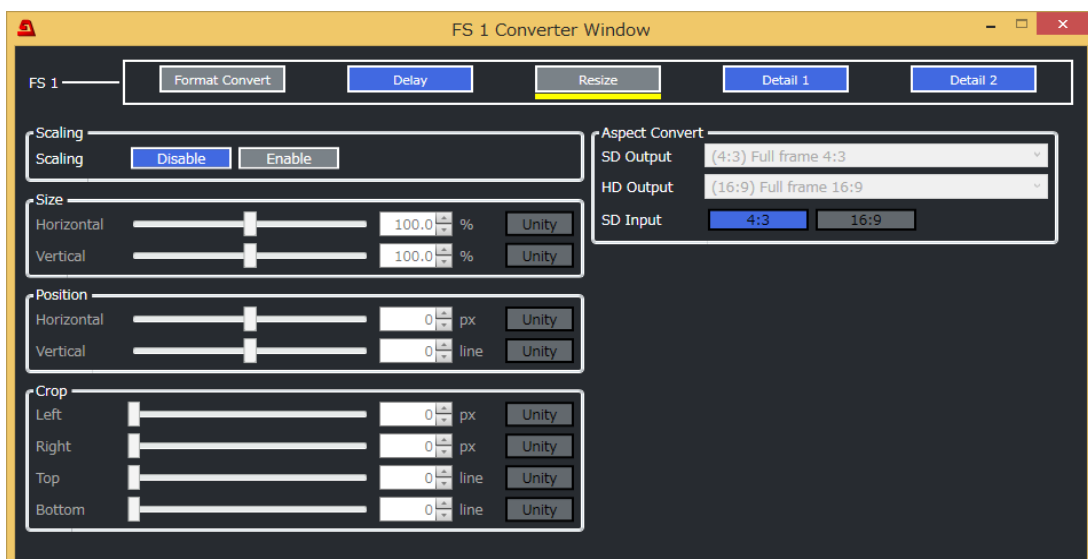 FS 1 Converter Window
FS 1 Format Convert Delay Resize Detail 1 Detail 2
Scaling
Scaling Disable Enable
Size
Horizontal 100.0 % Unity
Vertical 100.0 % Unity
Position
Horizontal 0 px Unity
Vertical 0 line Unity
Crop
Left 0 px Unity
Right 0 px Unity
Top 0 line Unity
Bottom 0 line Unity
Aspect Convert
SD Output (4:3) Full frame 4:3
HD Output (16:9) Full frame 16:9
SD Input 4:3 16:9